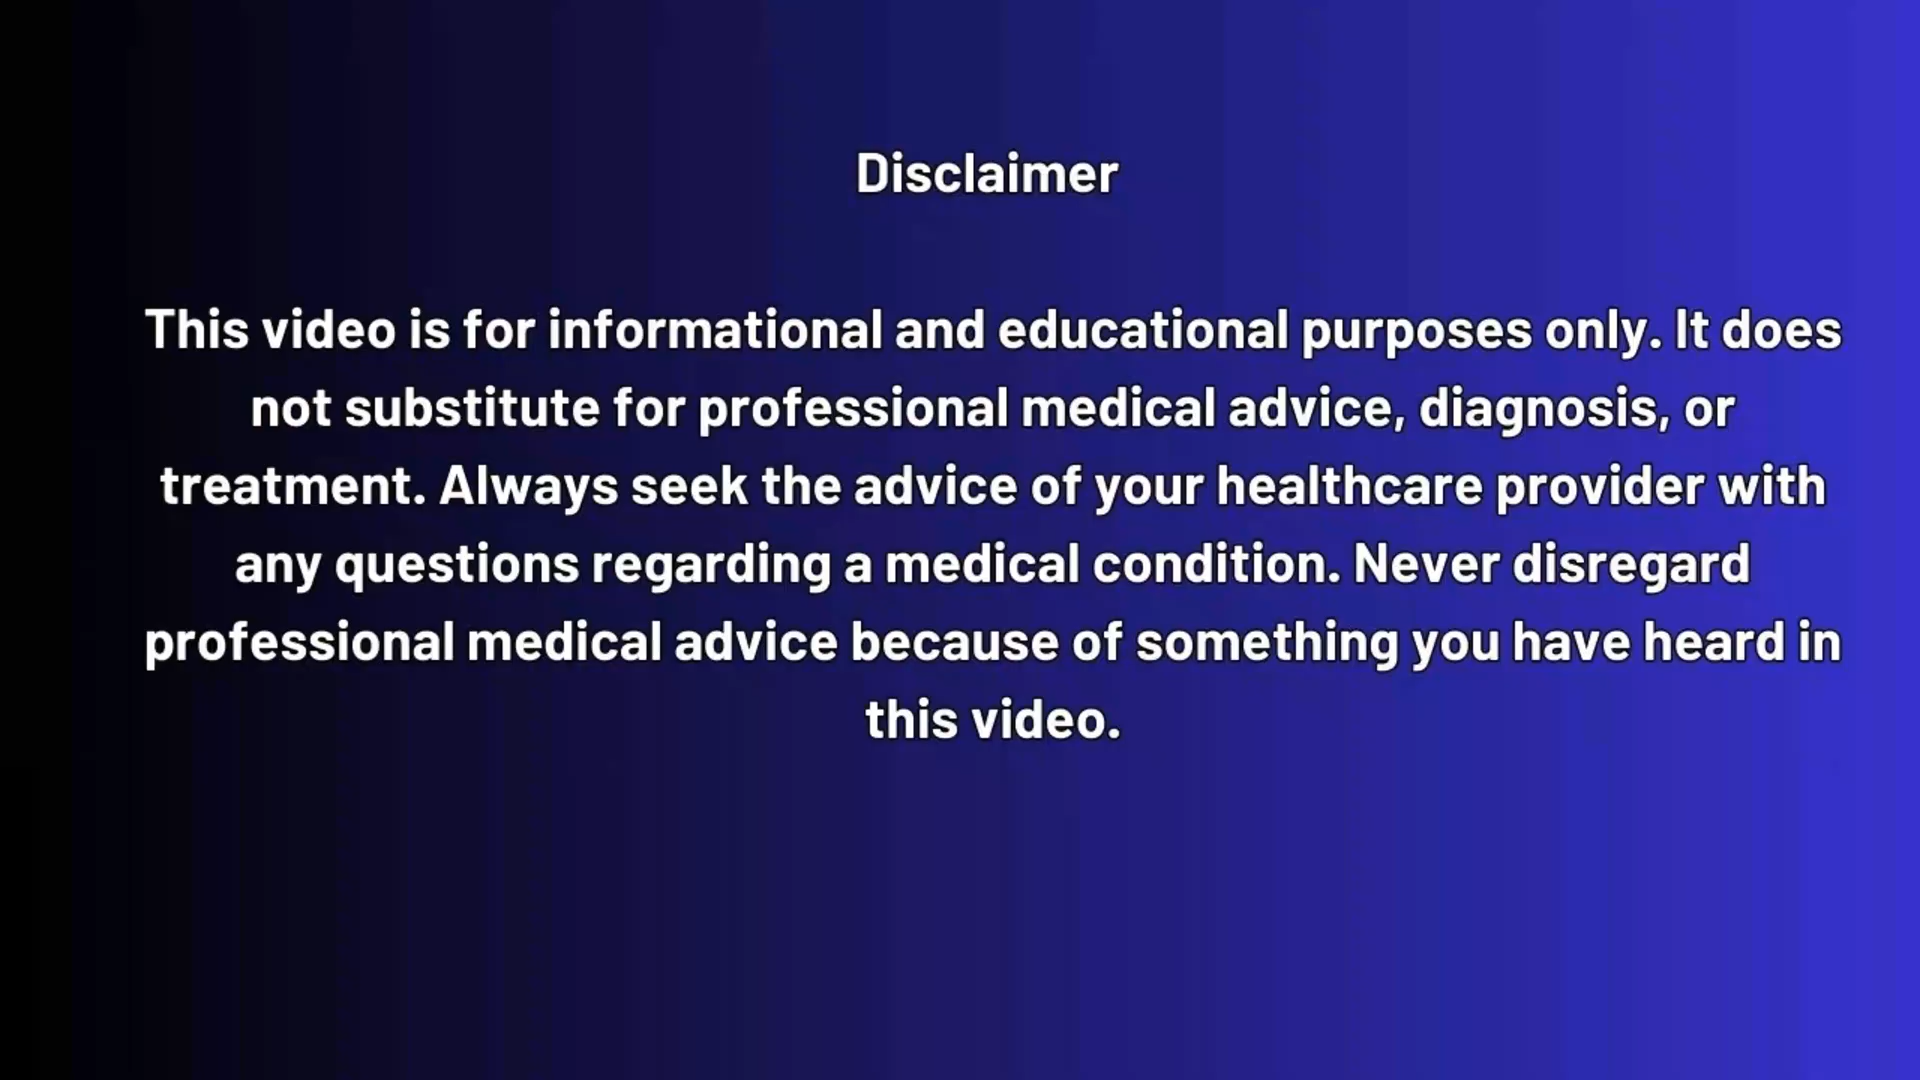 Disclaimer
This video is for informational and educational purposes only. It does
not substitute for professional medical advice, diagnosis, or
treatment. Always seek the advice of your healthcare provider with
any questions regarding a medical condition. Never disregard
professional medical advice because of something you have heard in
this video.